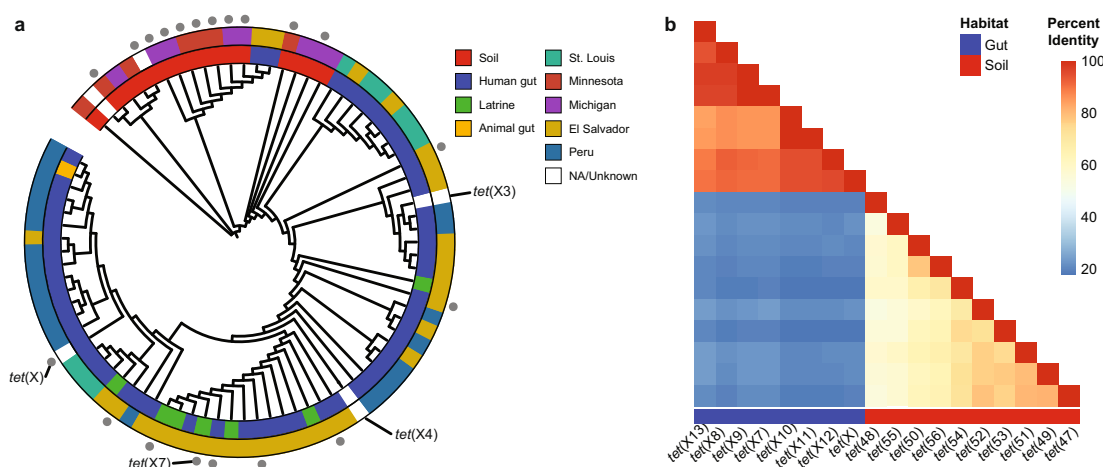 a
Soil
Human gut
Latrine
Animal gut
St. Louis
Minnesota
Michigan
El Salvador
Peru
NA/Unknown
tet(X3)
tet(X4)
tet(X7)
tet(X)
b
Habitat
Gut
Soil
Percent
Identity
100
80
60
40
20
tet(X13)
tet(X8)
tet(X9)
tet(X7)
tet(X10)
tet(X11)
tet(X12)
tet(X)
tet(48)
tet(55)
tet(50)
tet(56)
tet(54)
tet(52)
tet(53)
tet(51)
tet(49)
tet(47)